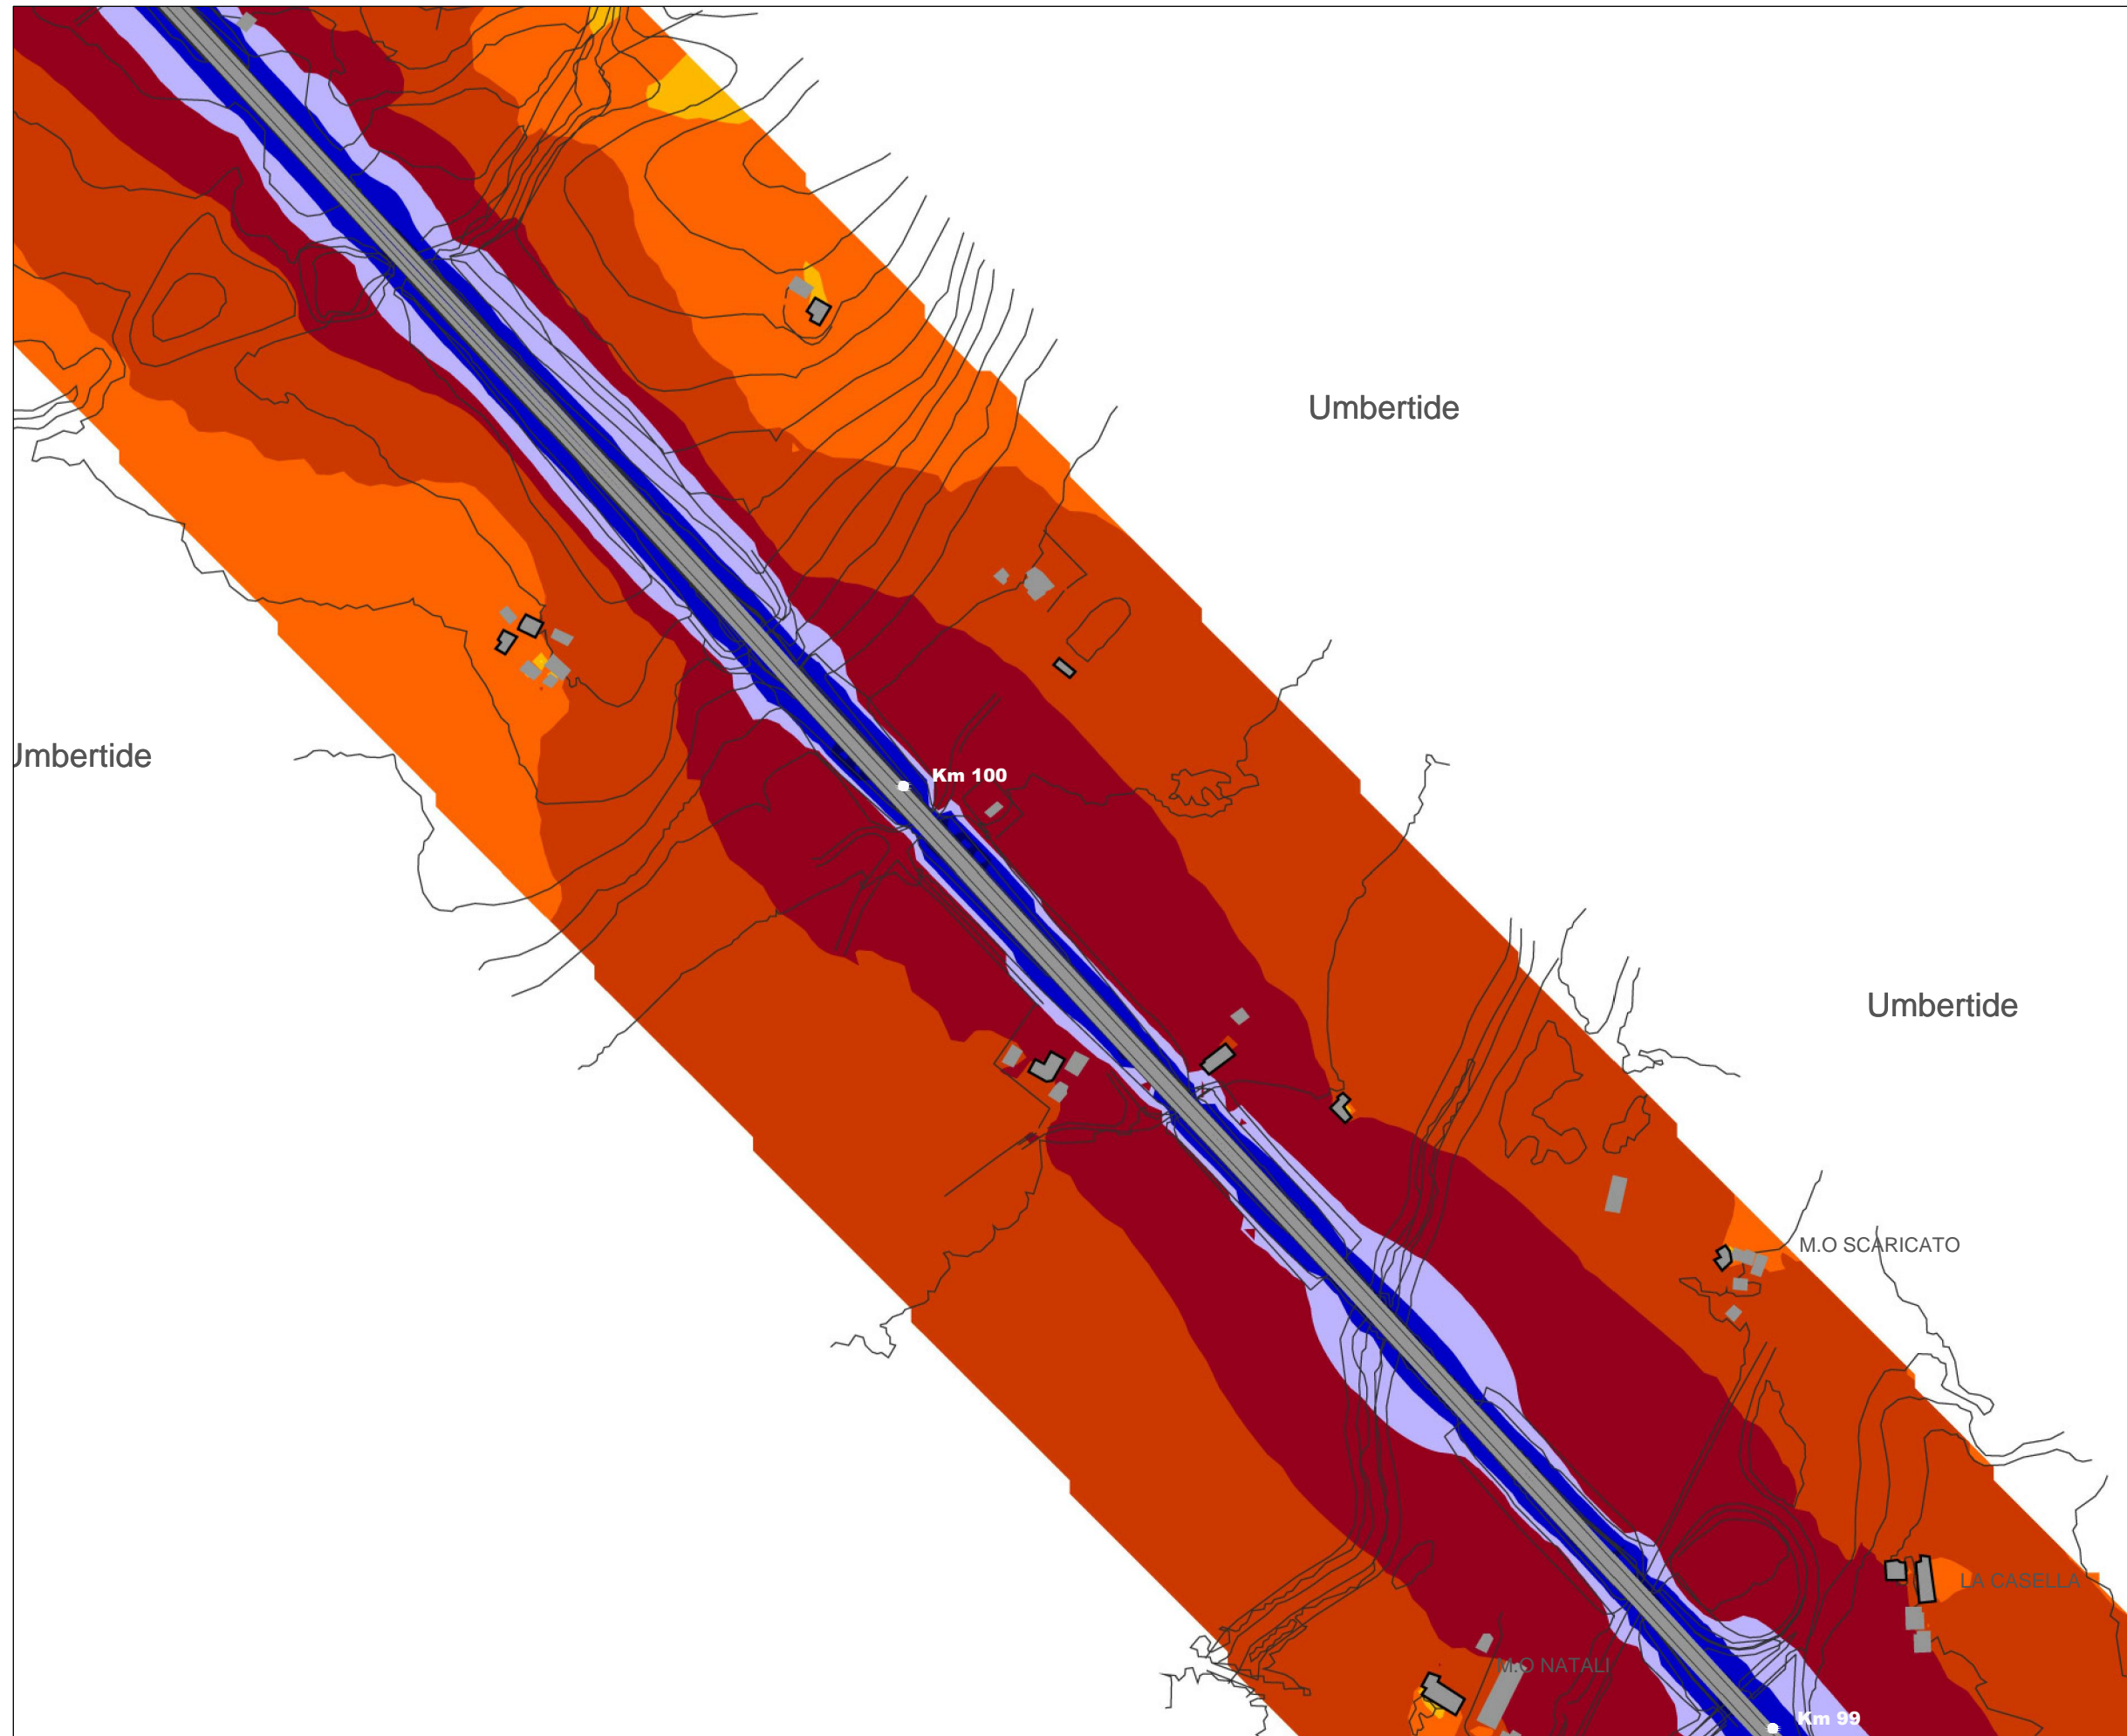 Umbertide
Umbertide
Km 100
Umbertide
M.O SCARICATO
LA CASELLA
M.O NATALI
Km 99